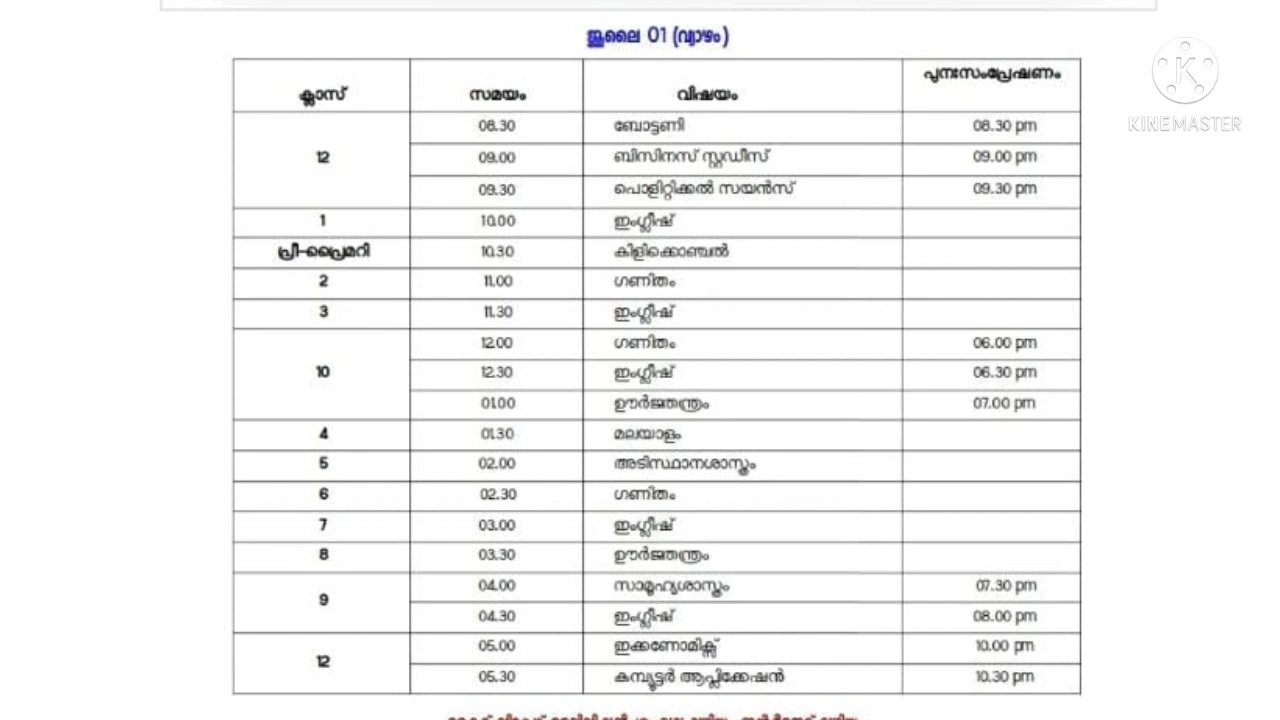 ജൂലൈ 01 (വ്യാഴം)
ക്ലാസ് സമയം വിഷയം പുനഃസംപ്രേഷണം
KINEMASTER
12 08.30 ബോട്ടണി 08.30 pm
09.00 ബിസിനസ് സ്റ്റഡീസ് 09.00 pm
09.30 പൊളിറ്റിക്കൽ സയൻസ് 09.30 pm
1 10.00 ഇംഗ്ലീഷ്
പ്രീ-പ്രൈമറി 10.30 കിളിക്കൊഞ്ചൽ
2 11.00 ഗണിതം
3 11.30 ഇംഗ്ലീഷ്
10 12.00 ഗണിതം 06.00 pm
12.30 ഇംഗ്ലീഷ് 06.30 pm
01.00 ഊർജതന്ത്രം 07.00 pm
4 01.30 മലയാളം
5 02.00 അടിസ്ഥാനശാസ്ത്രം
6 02.30 ഗണിതം
7 03.00 ഇംഗ്ലീഷ്
8 03.30 ഊർജതന്ത്രം
9 04.00 സാമൂഹ്യശാസ്ത്രം 07.30 pm
04.30 ഇംഗ്ലീഷ് 08.00 pm
12 05.00 ഇക്കണോമിക്സ് 10.00 pm
05.30 കമ്പ്യൂട്ടർ ആപ്ലിക്കേഷൻ 10.30 pm